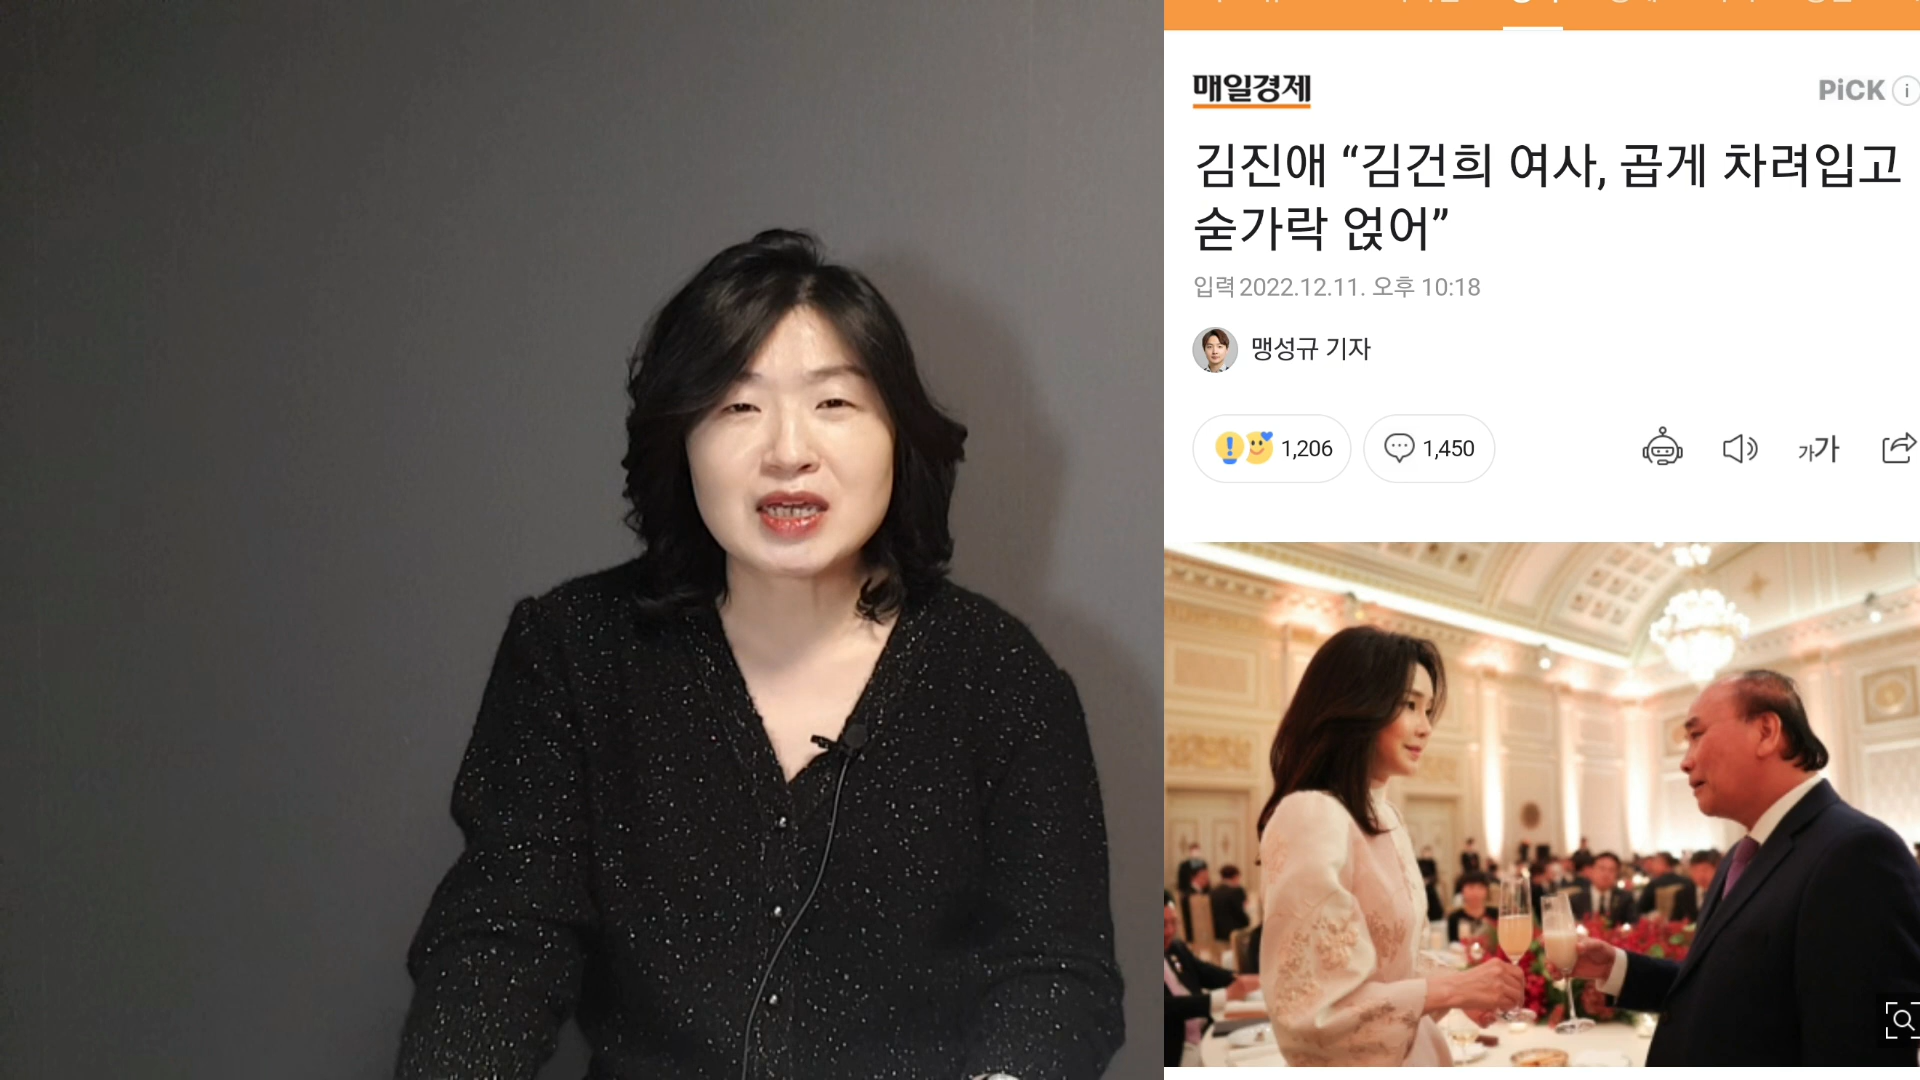 매일경제
PiCK
김진애 “김건희 여사, 곱게 차려입고
숟가락 얹어”
입력 2022.12.11. 오후 10:18
맹성규 기자
1,206
1,450
가가